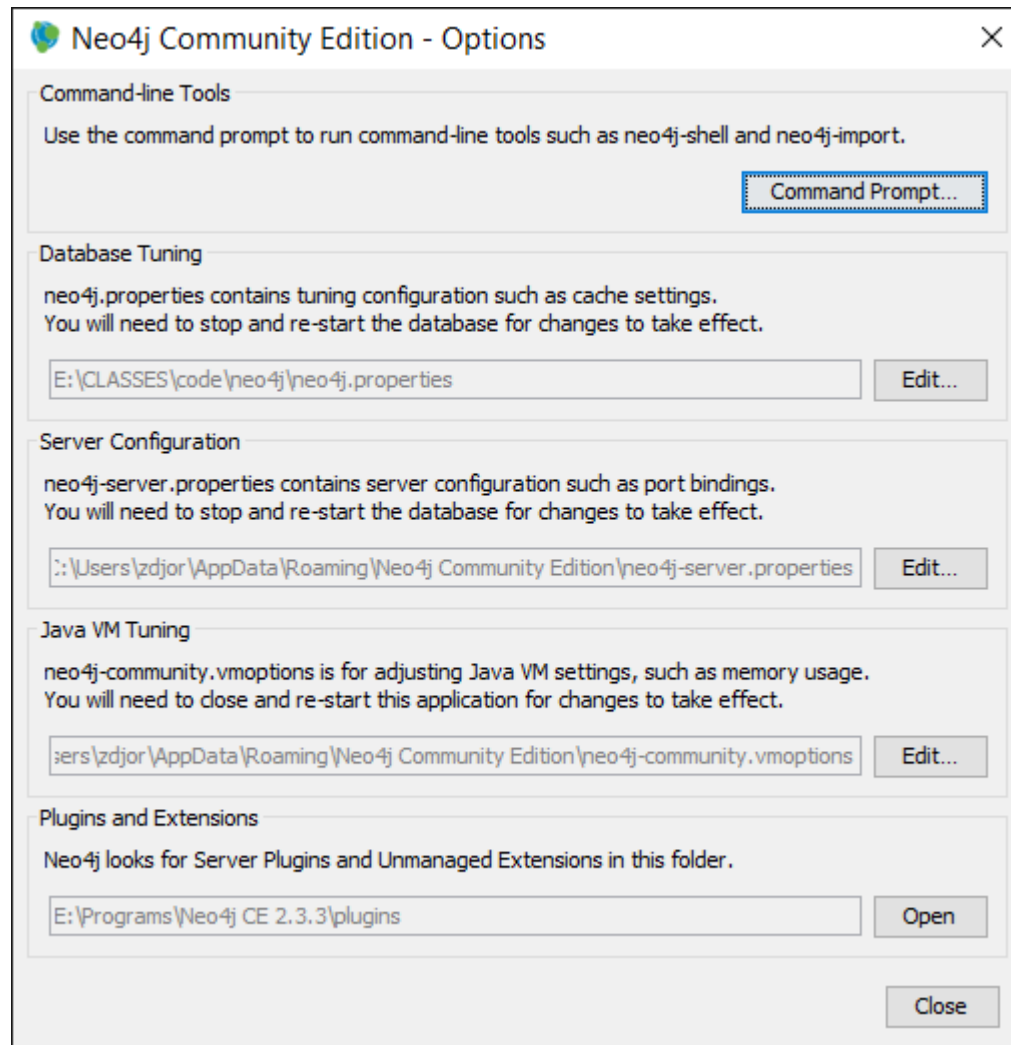 Neo4j Community Edition - Options
Command-line Tools
Use the command prompt to run command-line tools such as neo4j-shell and neo4j-import.
Command Prompt...
Database Tuning
neo4j.properties contains tuning configuration such as cache settings.
You will need to stop and re-start the database for changes to take effect.
E:\CLASSES\code\neo4j\neo4j.properties
Edit...
Server Configuration
neo4j-server.properties contains server configuration such as port bindings.
You will need to stop and re-start the database for changes to take effect.
:\Users\zdjor\AppData\Roaming\Neo4j Community Edition\neo4j-server.properties
Edit...
Java VM Tuning
neo4j-community.vmoptions is for adjusting Java VM settings, such as memory usage.
You will need to close and re-start this application for changes to take effect.
sers\zdjor\AppData\Roaming\Neo4j Community Edition\neo4j-community.vmoptions
Edit...
Plugins and Extensions
Neo4j looks for Server Plugins and Unmanaged Extensions in this folder.
E:\Programs\Neo4j CE 2.3.3\plugins
Open
Close